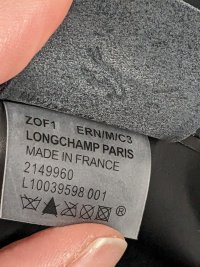 ZOF1 ERN/M/C3
LONGCHAMP PARIS
MADE IN FRANCE
2149960
L10039598 001